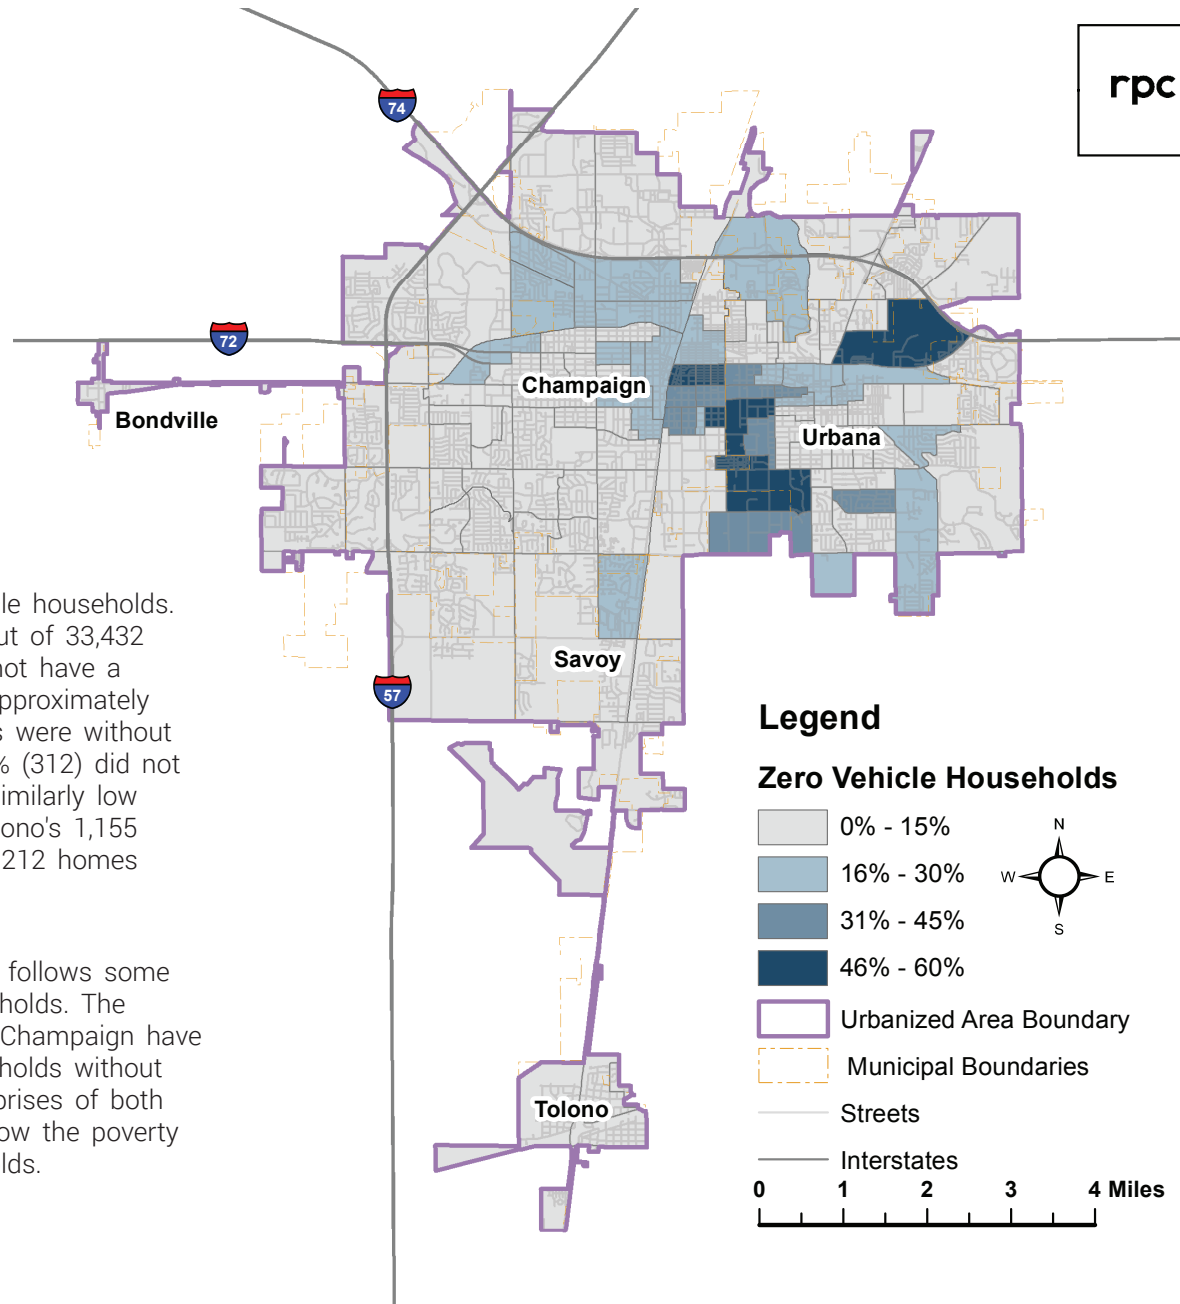 rpc
74
72
Champaign
Bondville
Urbana
le households.
ut of 33,432
not have a
approximately
s were without
% (312) did not
similarly low
ono's 1,155
212 homes
Savoy
57
follows some
holds. The
Champaign have
holds without
prises of both
ow the poverty
lds.
Tolono
Legend
Zero Vehicle Households
0% - 15%
16% - 30%
31% - 45%
46% - 60%
N
W E
S
Urbanized Area Boundary
Municipal Boundaries
Streets
Interstates
0 1 2 3 4 Miles